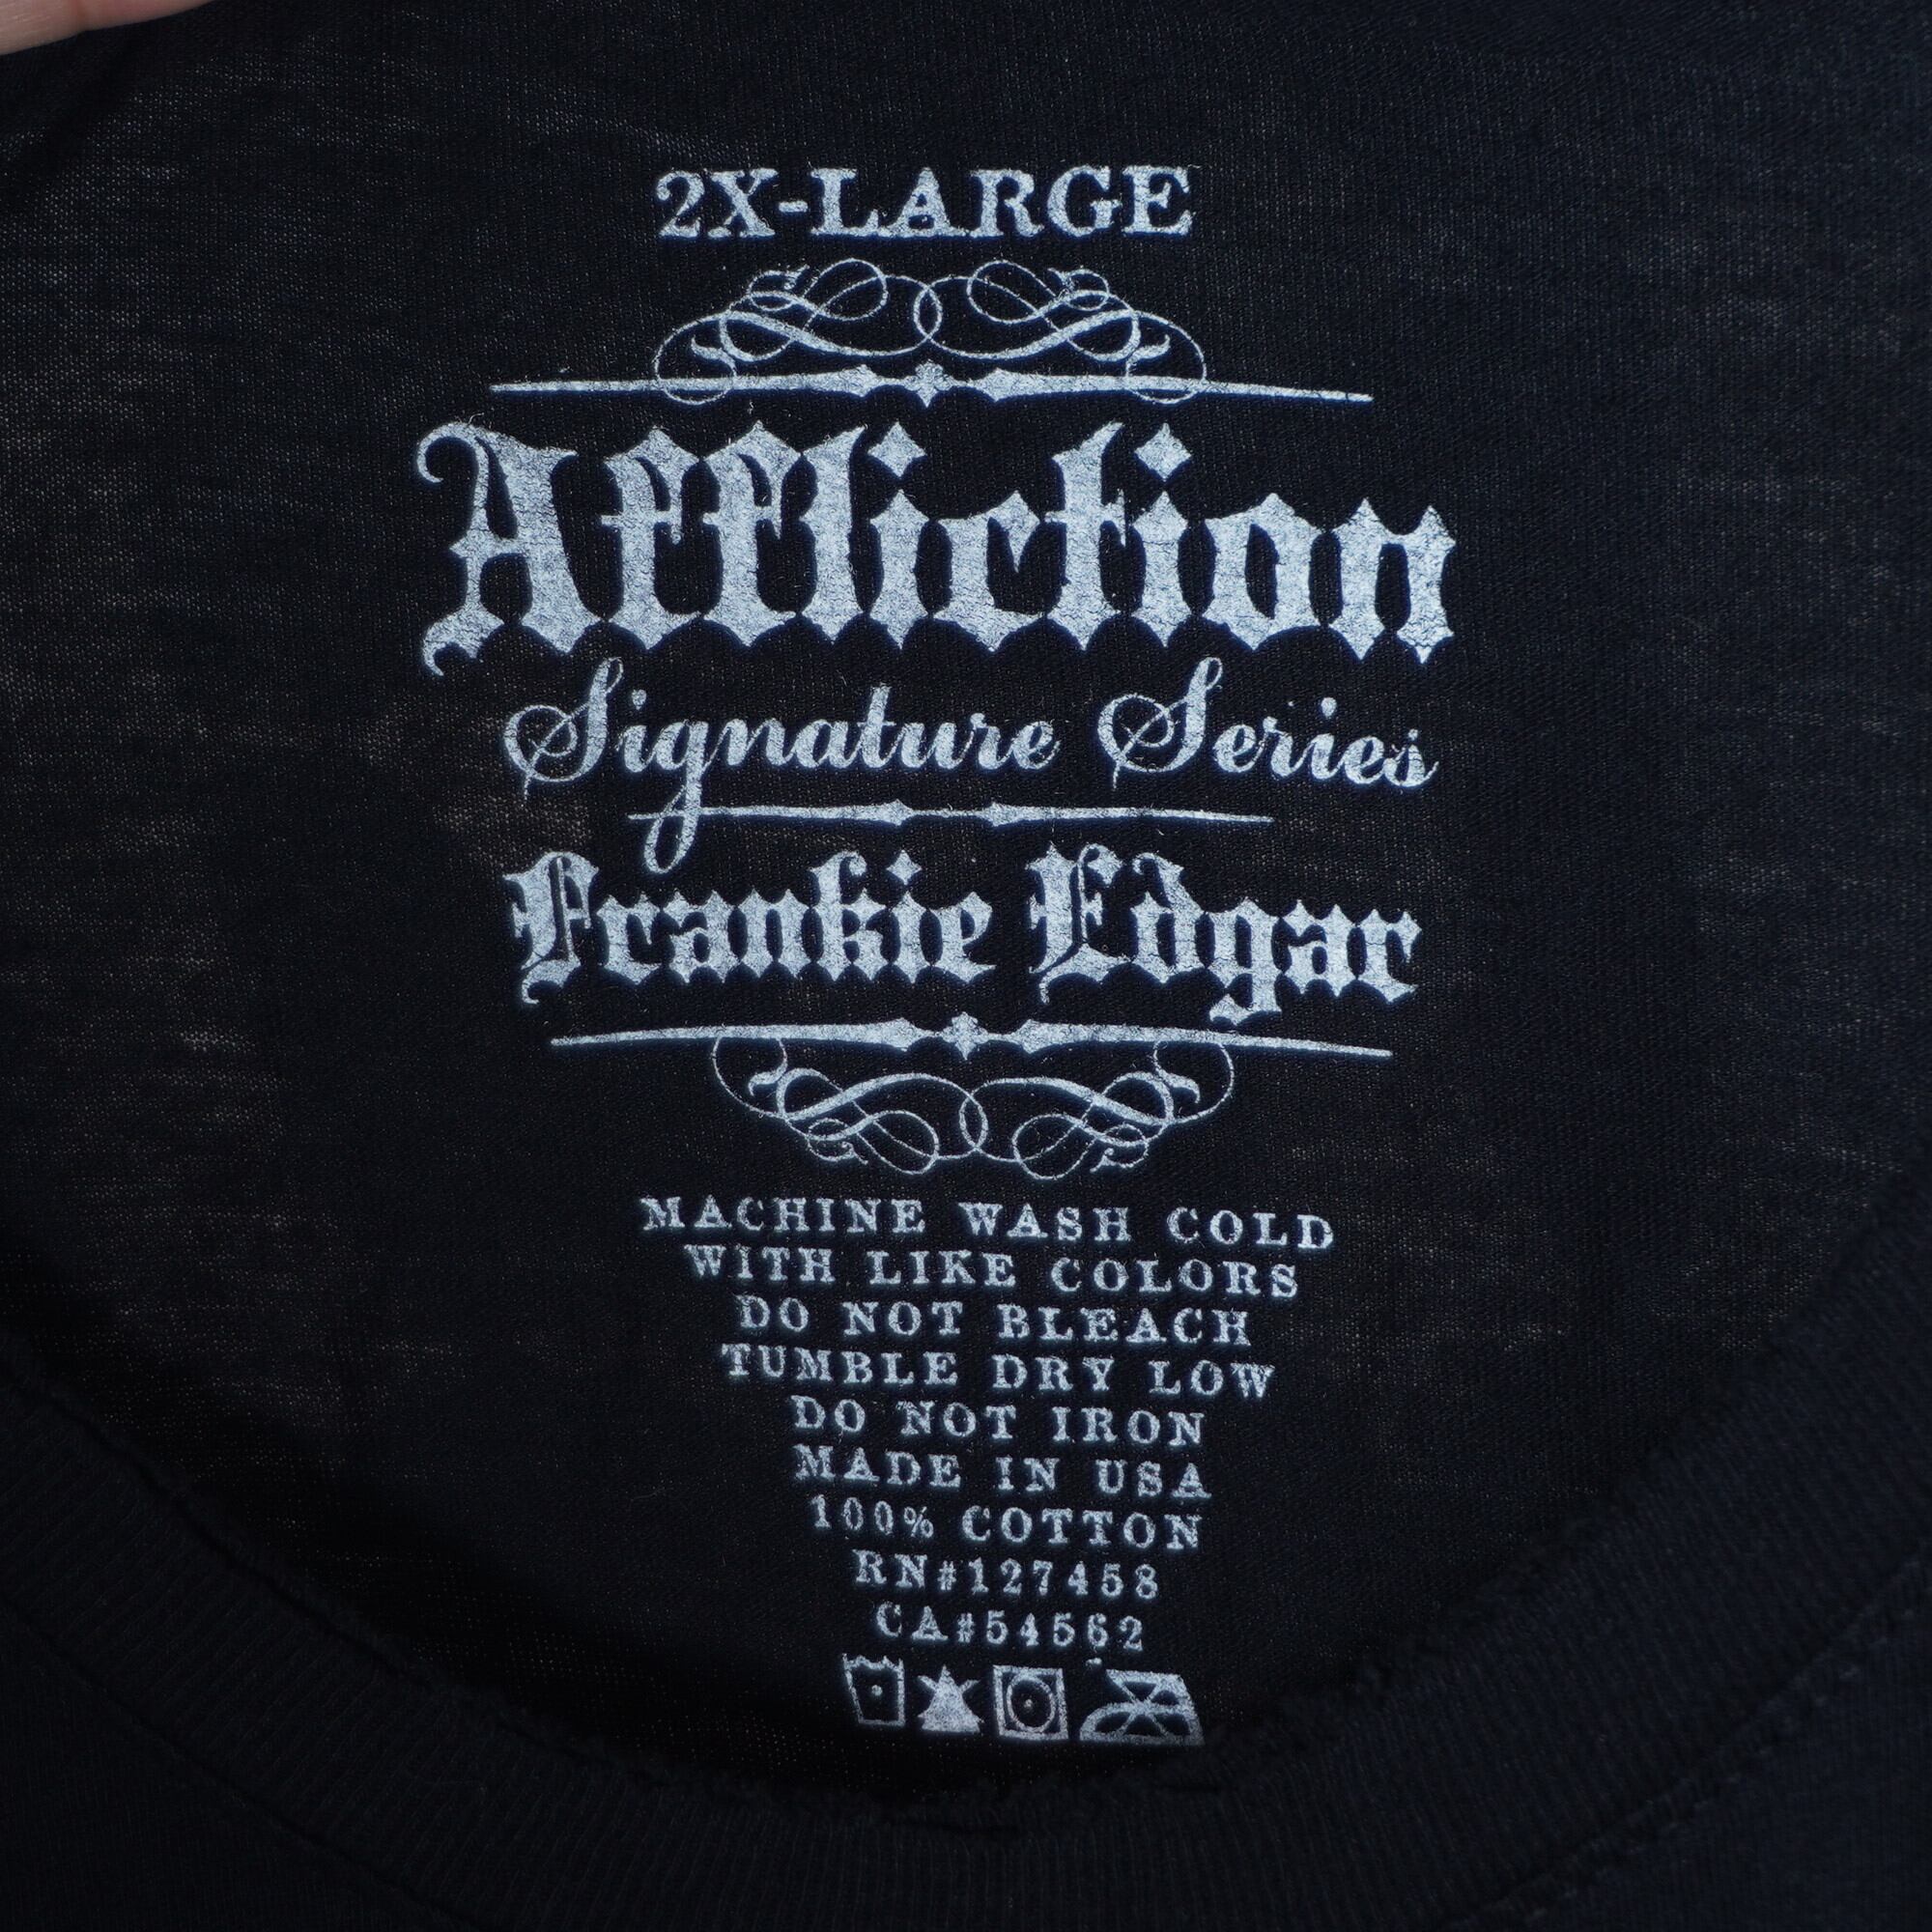 2X-LARGE
Affliction
Signature Series
Frankie Edgar
MACHINE WASH COLD
WITH LIKE COLORS
DO NOT BLEACH
TUMBLE DRY LOW
DO NOT IRON
MADE IN USA
100% COTTON
RN#127458
CA#54562